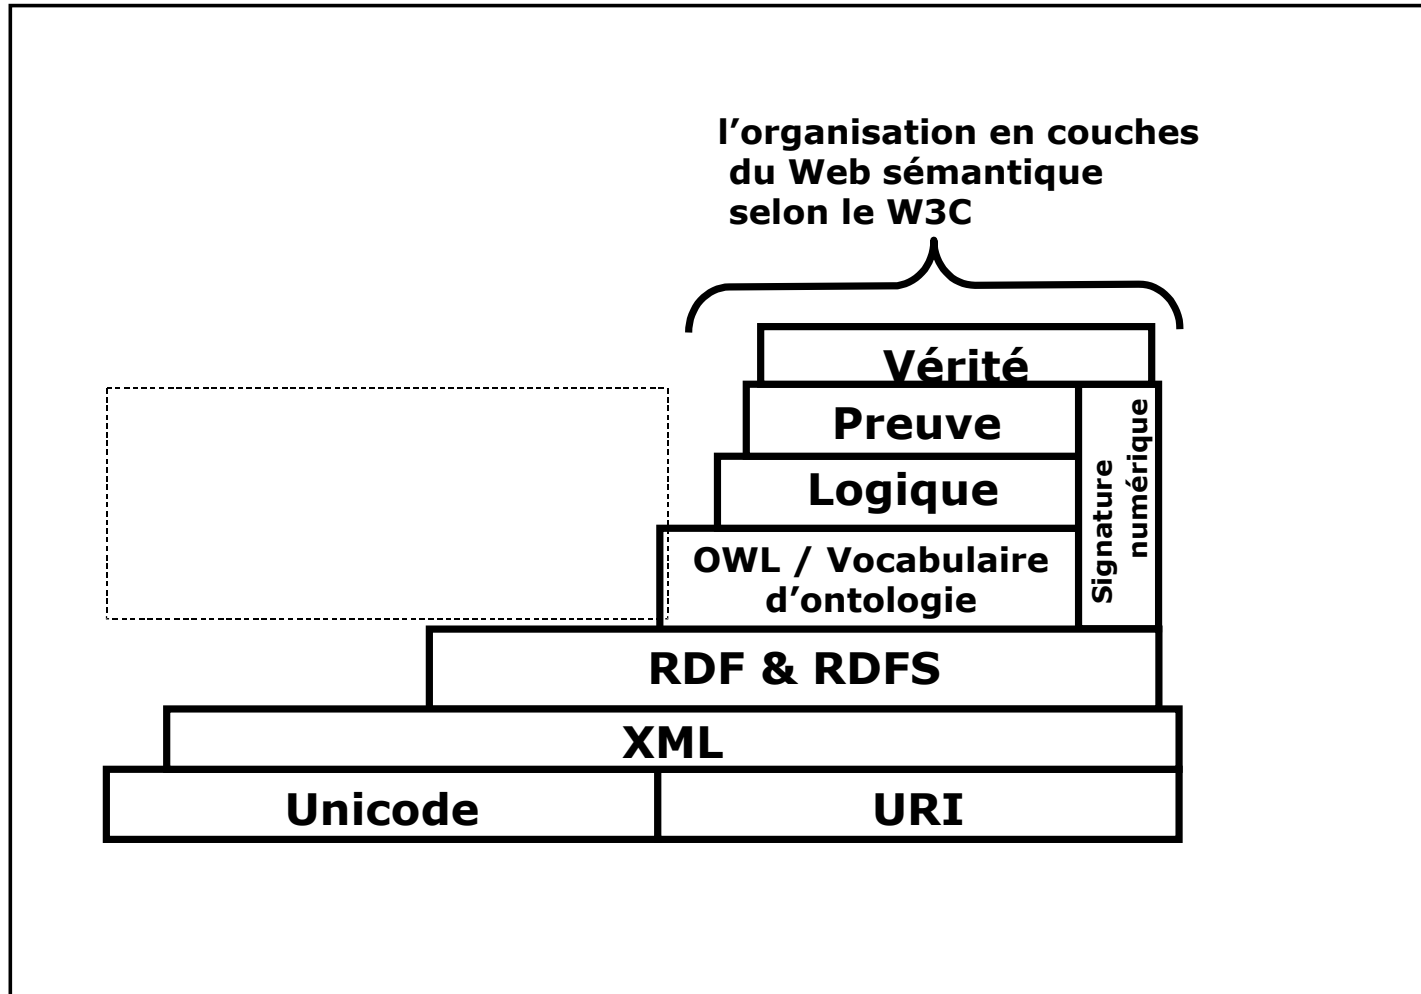 l’organisation en couches
du Web sémantique
selon le W3C
Vérité
Preuve
Logique
OWL / Vocabulaire
d’ontologie
Signature
numérique
RDF & RDFS
XML
Unicode
URI